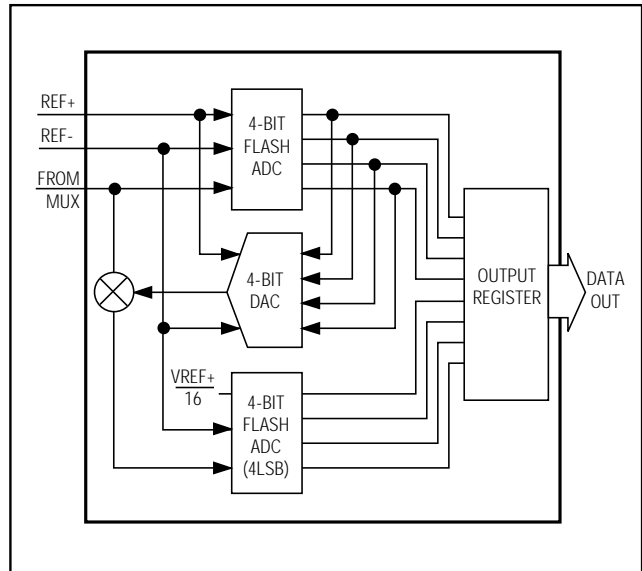 REF+
REF-
FROM
MUX
4-BIT
FLASH
ADC
4-BIT
DAC
VREF+
16
4-BIT
FLASH
ADC
(4LSB)
OUTPUT
REGISTER
DATA
OUT